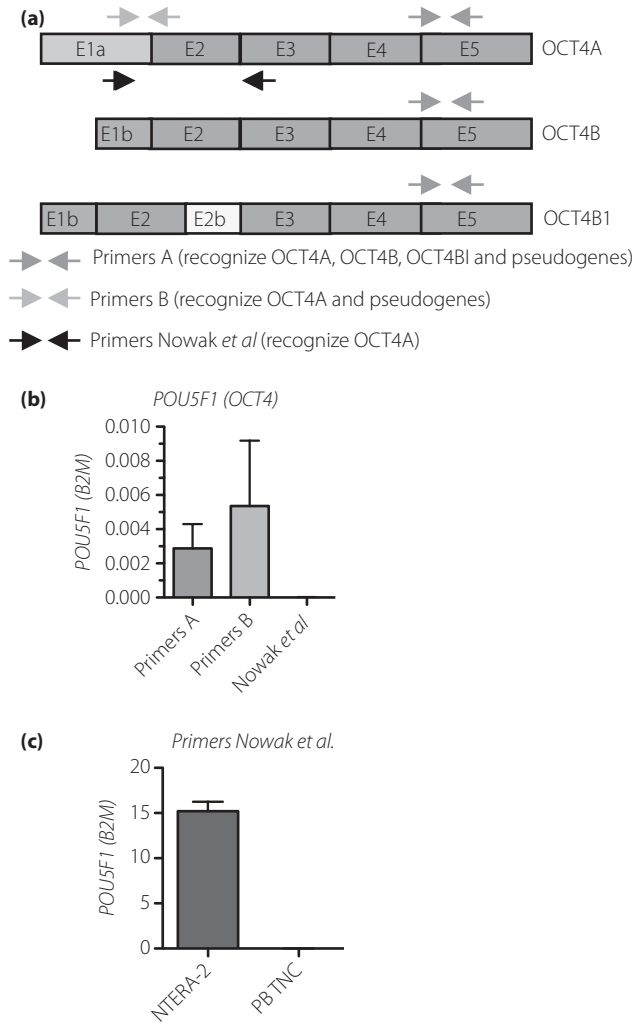 (a)
E1a E2 E3 E4 E5 OCT4A
E1b E2 E3 E4 E5 OCT4B
E1b E2 E2b E3 E4 E5 OCT4B1
Primers A (recognize OCT4A, OCT4B, OCT4BI and pseudogenes)
Primers B (recognize OCT4A and pseudogenes)
Primers Nowak et al (recognize OCT4A)
(b)
POU5F1 (OCT4)
POU5F1 (B2M)
0.010
0.008
0.006
0.004
0.002
0.000
Primers A
Primers B
Nowak et al
(c)
Primers Nowak et al.
POU5F1 (B2M)
20
15
10
5
0
NTERA-2
PB TNC